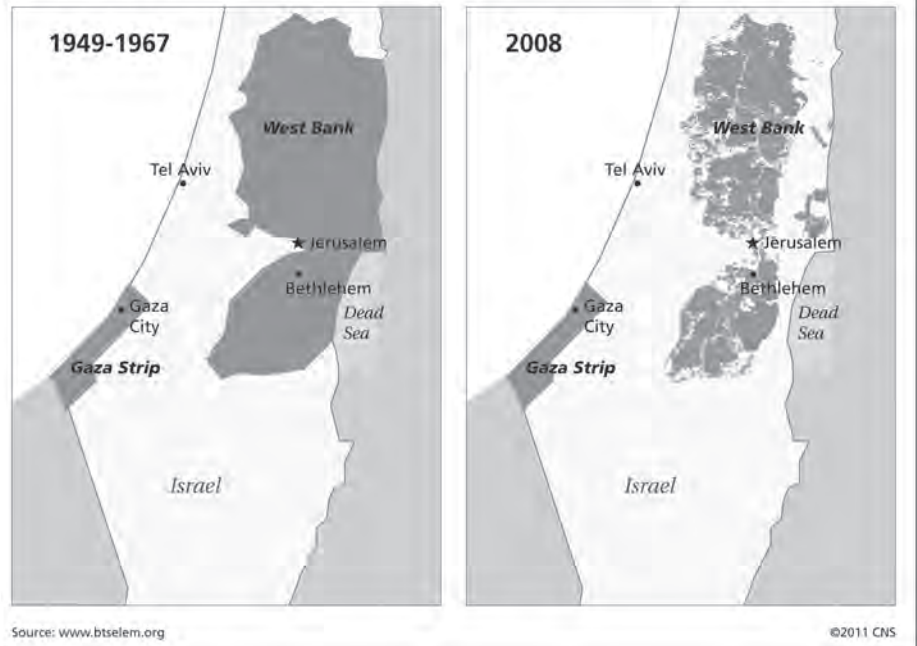 1949-1967
West Bank
Tel Aviv
Jerusalem
Bethlehem
Gaza
City
Dead
Sea
Gaza Strip
Israel
2008
West Bank
Tel Aviv
Jerusalem
Bethlehem
Gaza
City
Dead
Sea
Gaza Strip
Israel
Source: www.btselem.org
©2011 CNS